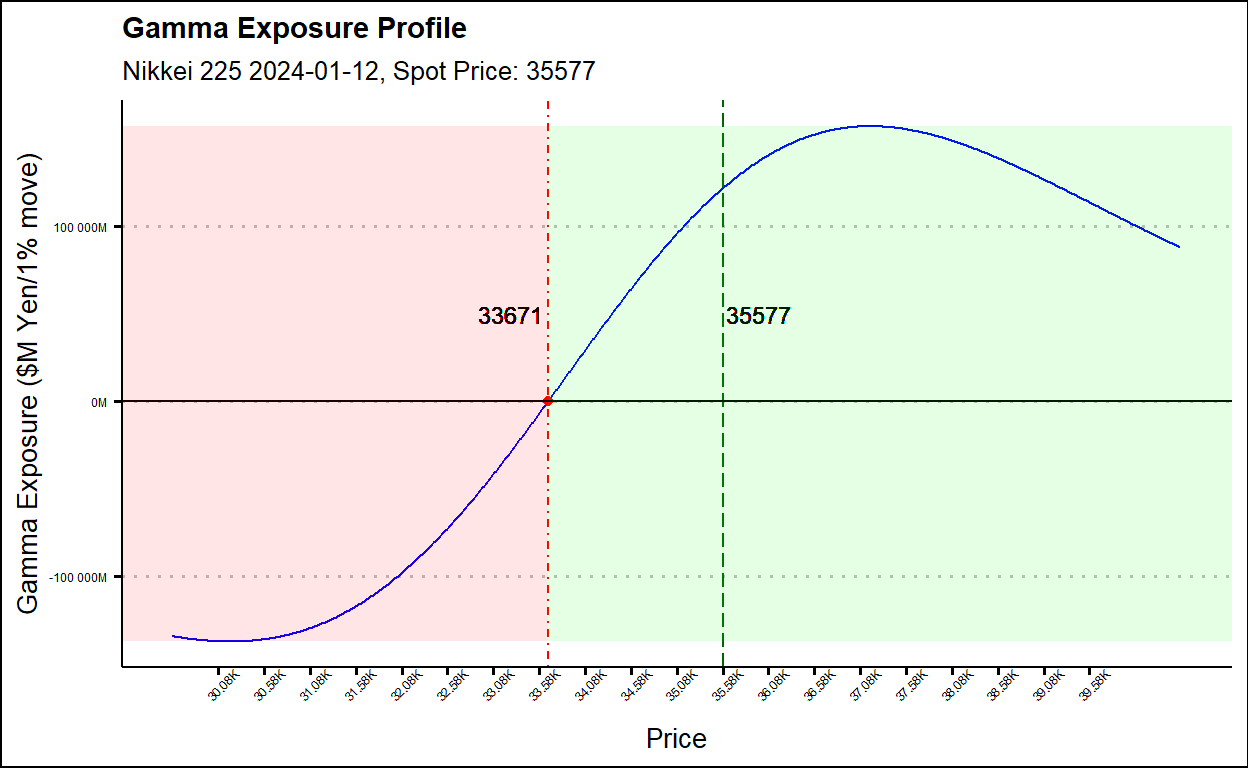 Gamma Exposure Profile
Nikkei 225 2024-01-12, Spot Price: 35577
Gamma Exposure ($M Yen/1% move)
100 000M
0M
-100 000M
33671
35577
30.08K
30.58K
31.08K
31.58K
32.08K
32.58K
33.08K
33.58K
34.08K
34.58K
35.08K
35.58K
36.08K
36.58K
37.08K
37.58K
38.08K
38.58K
39.08K
39.58K
Price